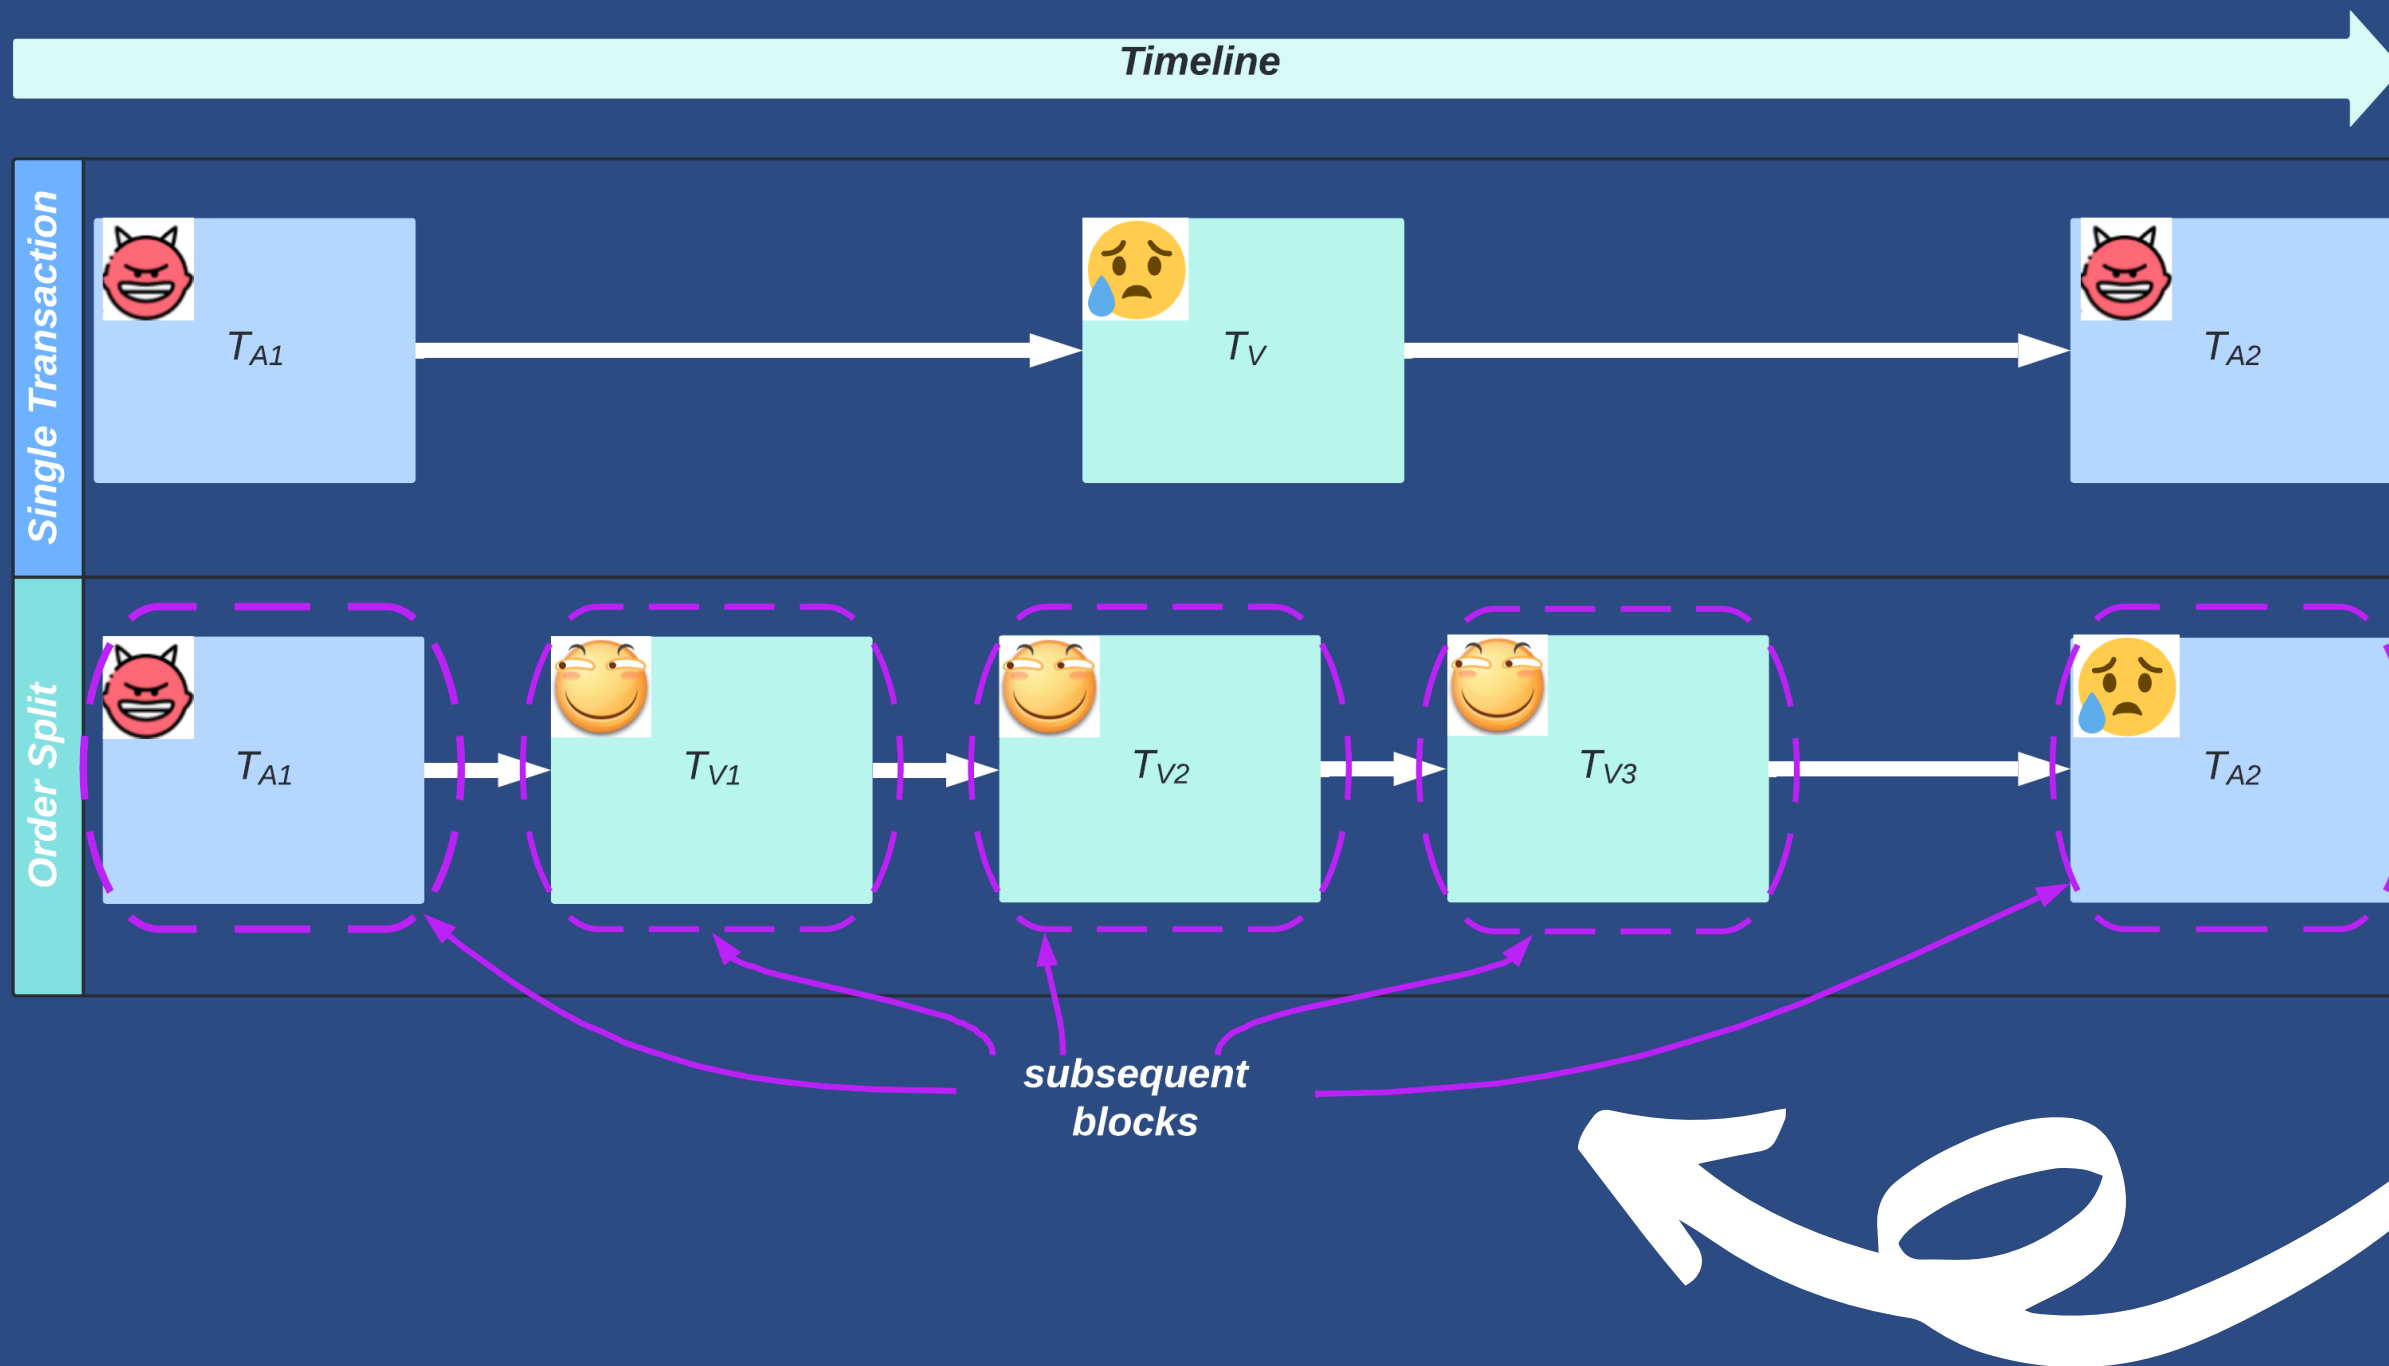 Timeline
Single Transaction
TA1
TV
TA2
Order Split
TA1
TV1
TV2
TV3
TA2
subsequent
blocks